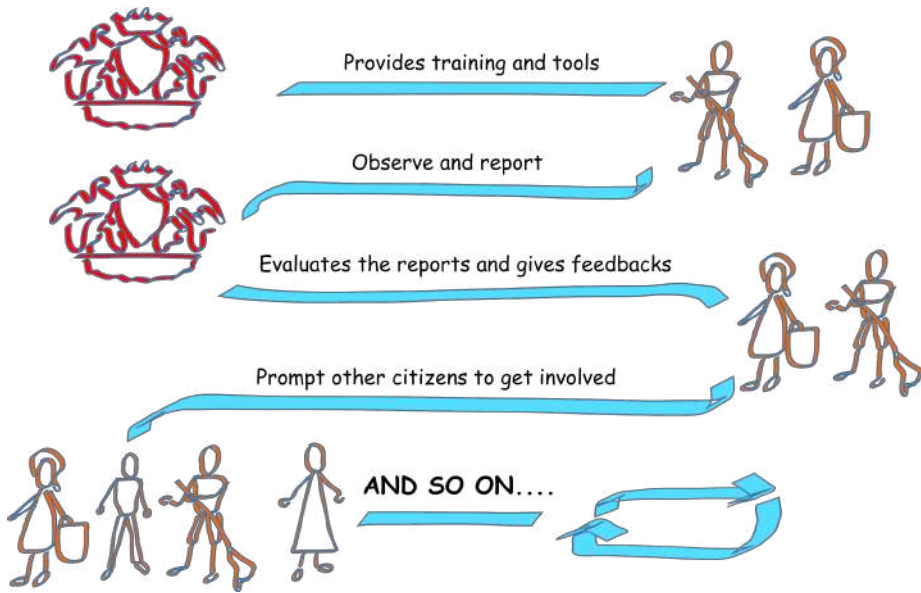 Provides training and tools
Observe and report
Evaluates the reports and gives feedbacks
Prompt other citizens to get involved
AND SO ON....